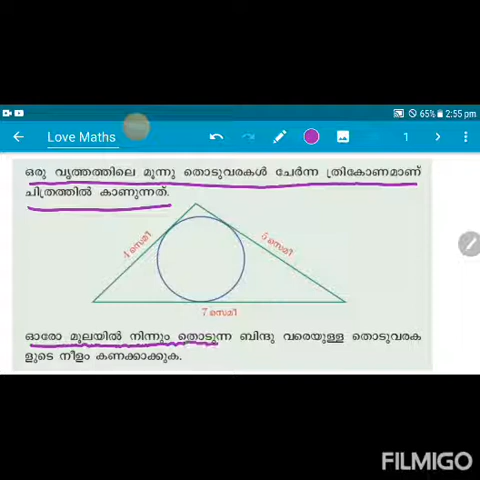 65% 2:55 pm
Love Maths
1
ഒരു വൃത്തത്തിലെ മൂന്നു തൊടുവരകൾ ചേർന്ന ത്രികോണമാണ്
ചിത്രത്തിൽ കാണുന്നത്.
4 സെമീ
5 സെമീ
7 സെമീ
ഓരോ മൂലയിൽ നിന്നും തൊടുന്ന ബിന്ദു വരെയുള്ള തൊടുവരക
ളുടെ നീളം കണക്കാക്കുക.
FILMIGO